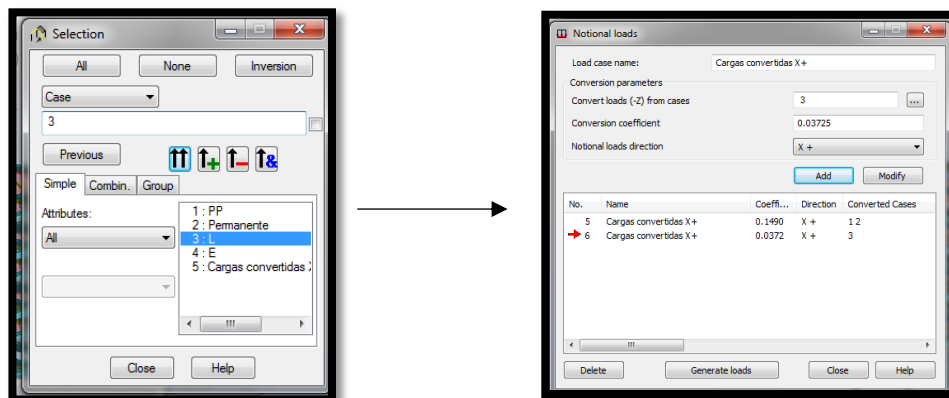 Selection
All None Inversion
Case
3
Previous
&
Simple Combin. Group
Attributes:
All
1 : PP
2 : Permanente
3 : L
4 : E
5 : Cargas convertidas
Close Help
Notional loads
Load case name: Cargas convertidas X+
Conversion parameters
Convert loads (-Z) from cases 3 ...
Conversion coefficient 0.03725
Notional loads direction X +
Add Modify
No. Name Coeffi... Direction Converted Cases
5 Cargas convertidas X+ 0.1490 X + 1 2
6 Cargas convertidas X+ 0.0372 X + 3
Delete Generate loads Close Help